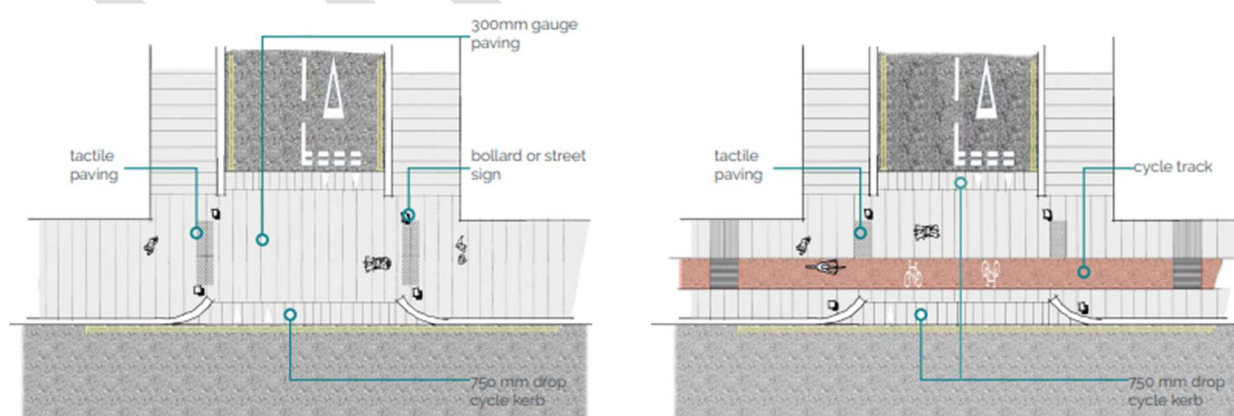 300mm gauge
paving
tactile
paving
bollard or street
sign
750 mm drop
cycle kerb
tactile
paving
cycle track
750 mm drop
cycle kerb